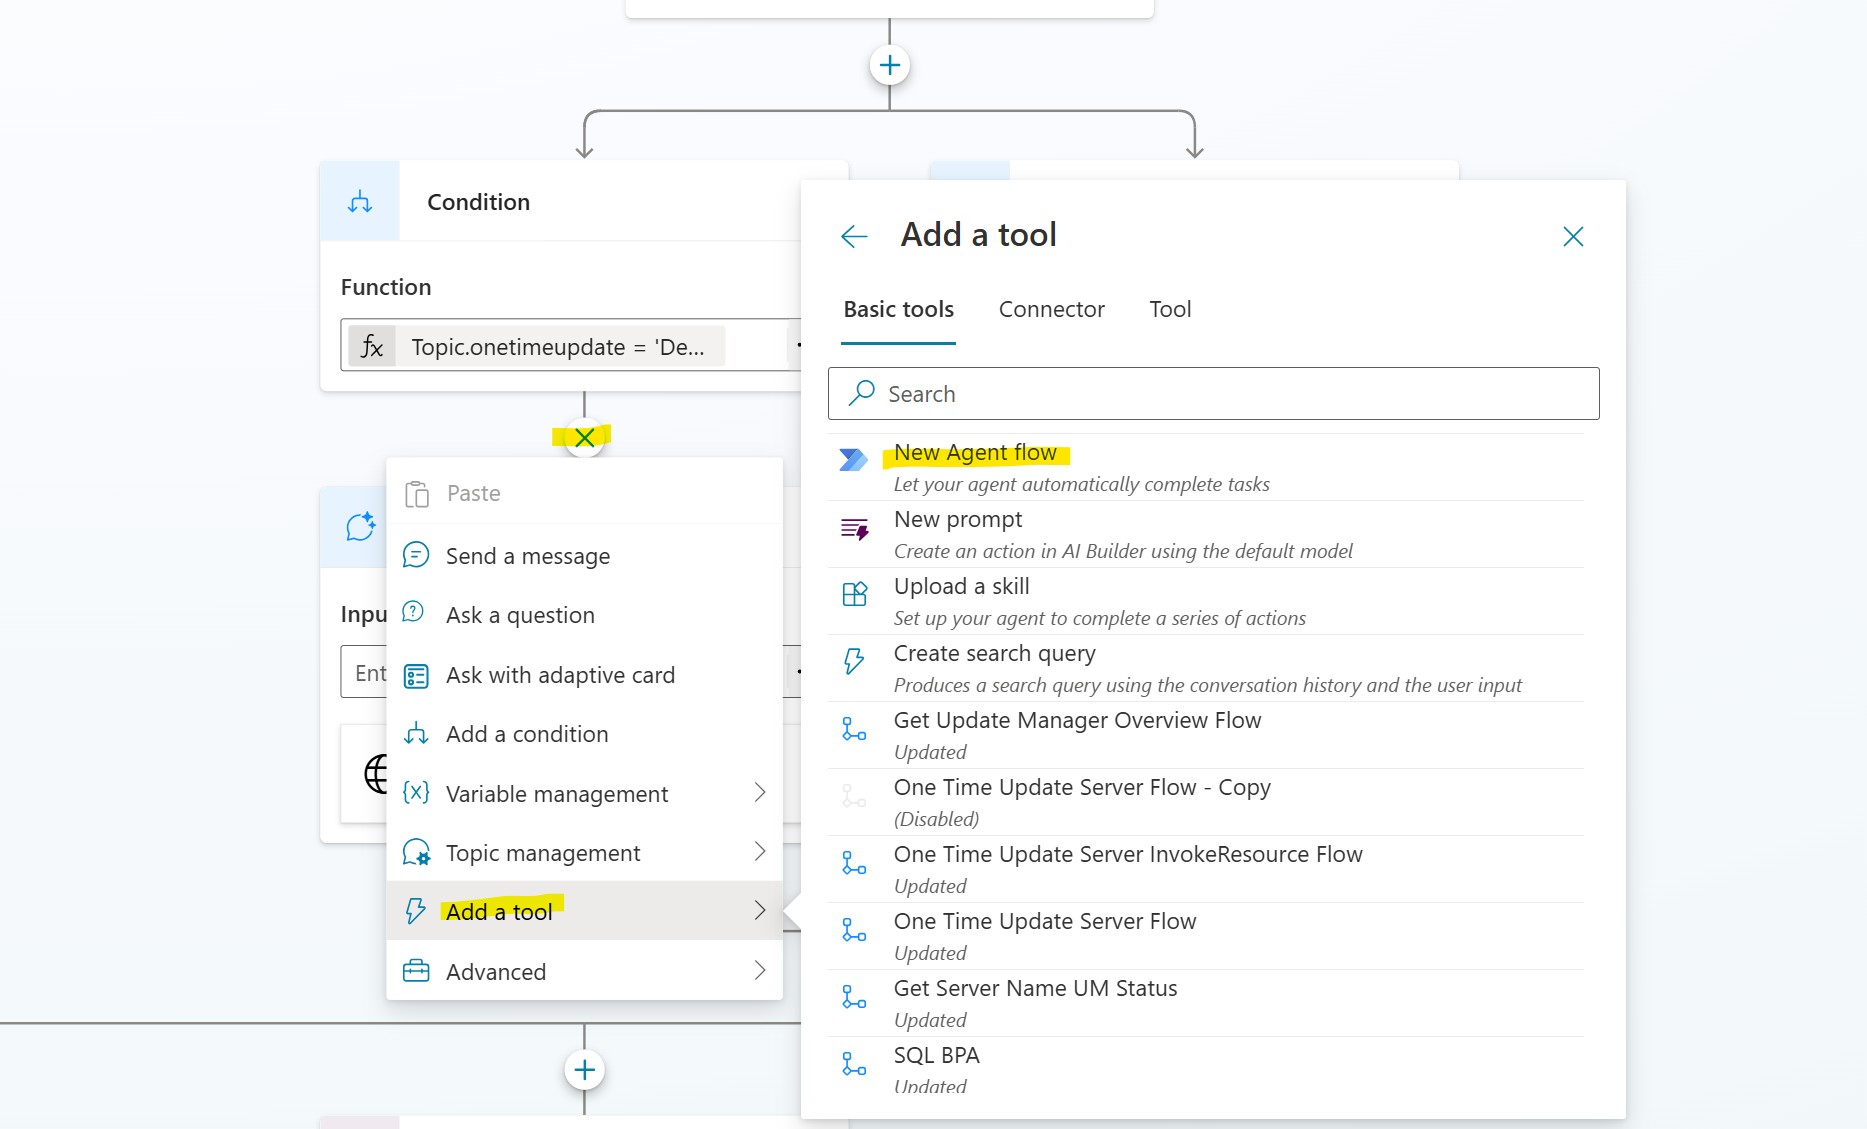 Condition
Function
fx Topic.onetimeupdate = 'De...
Inpu
Ent
Paste
Send a message
Ask a question
Ask with adaptive card
Add a condition
{x} Variable management
Topic management
Add a tool
Advanced
Add a tool
Basic tools Connector Tool
Search
New Agent flow
Let your agent automatically complete tasks
New prompt
Create an action in AI Builder using the default model
Upload a skill
Set up your agent to complete a series of actions
Create search query
Produces a search query using the conversation history and the user input
Get Update Manager Overview Flow
Updated
One Time Update Server Flow - Copy
(Disabled)
One Time Update Server InvokeResource Flow
Updated
One Time Update Server Flow
Updated
Get Server Name UM Status
Updated
SQL BPA
Updated